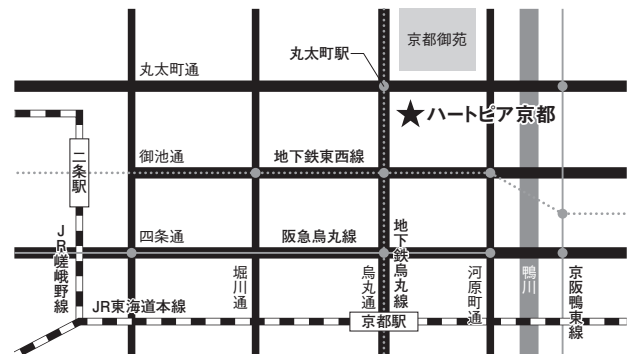 丸太町駅
京都御苑
丸太町通
★ハートピア京都
二条駅
御池通
地下鉄東西線
四条通
阪急烏丸線
JR嵯峨野線
堀川通
烏丸通
地下鉄烏丸線
河原町通
鴨川
京阪鴨東線
JR東海道本線
京都駅